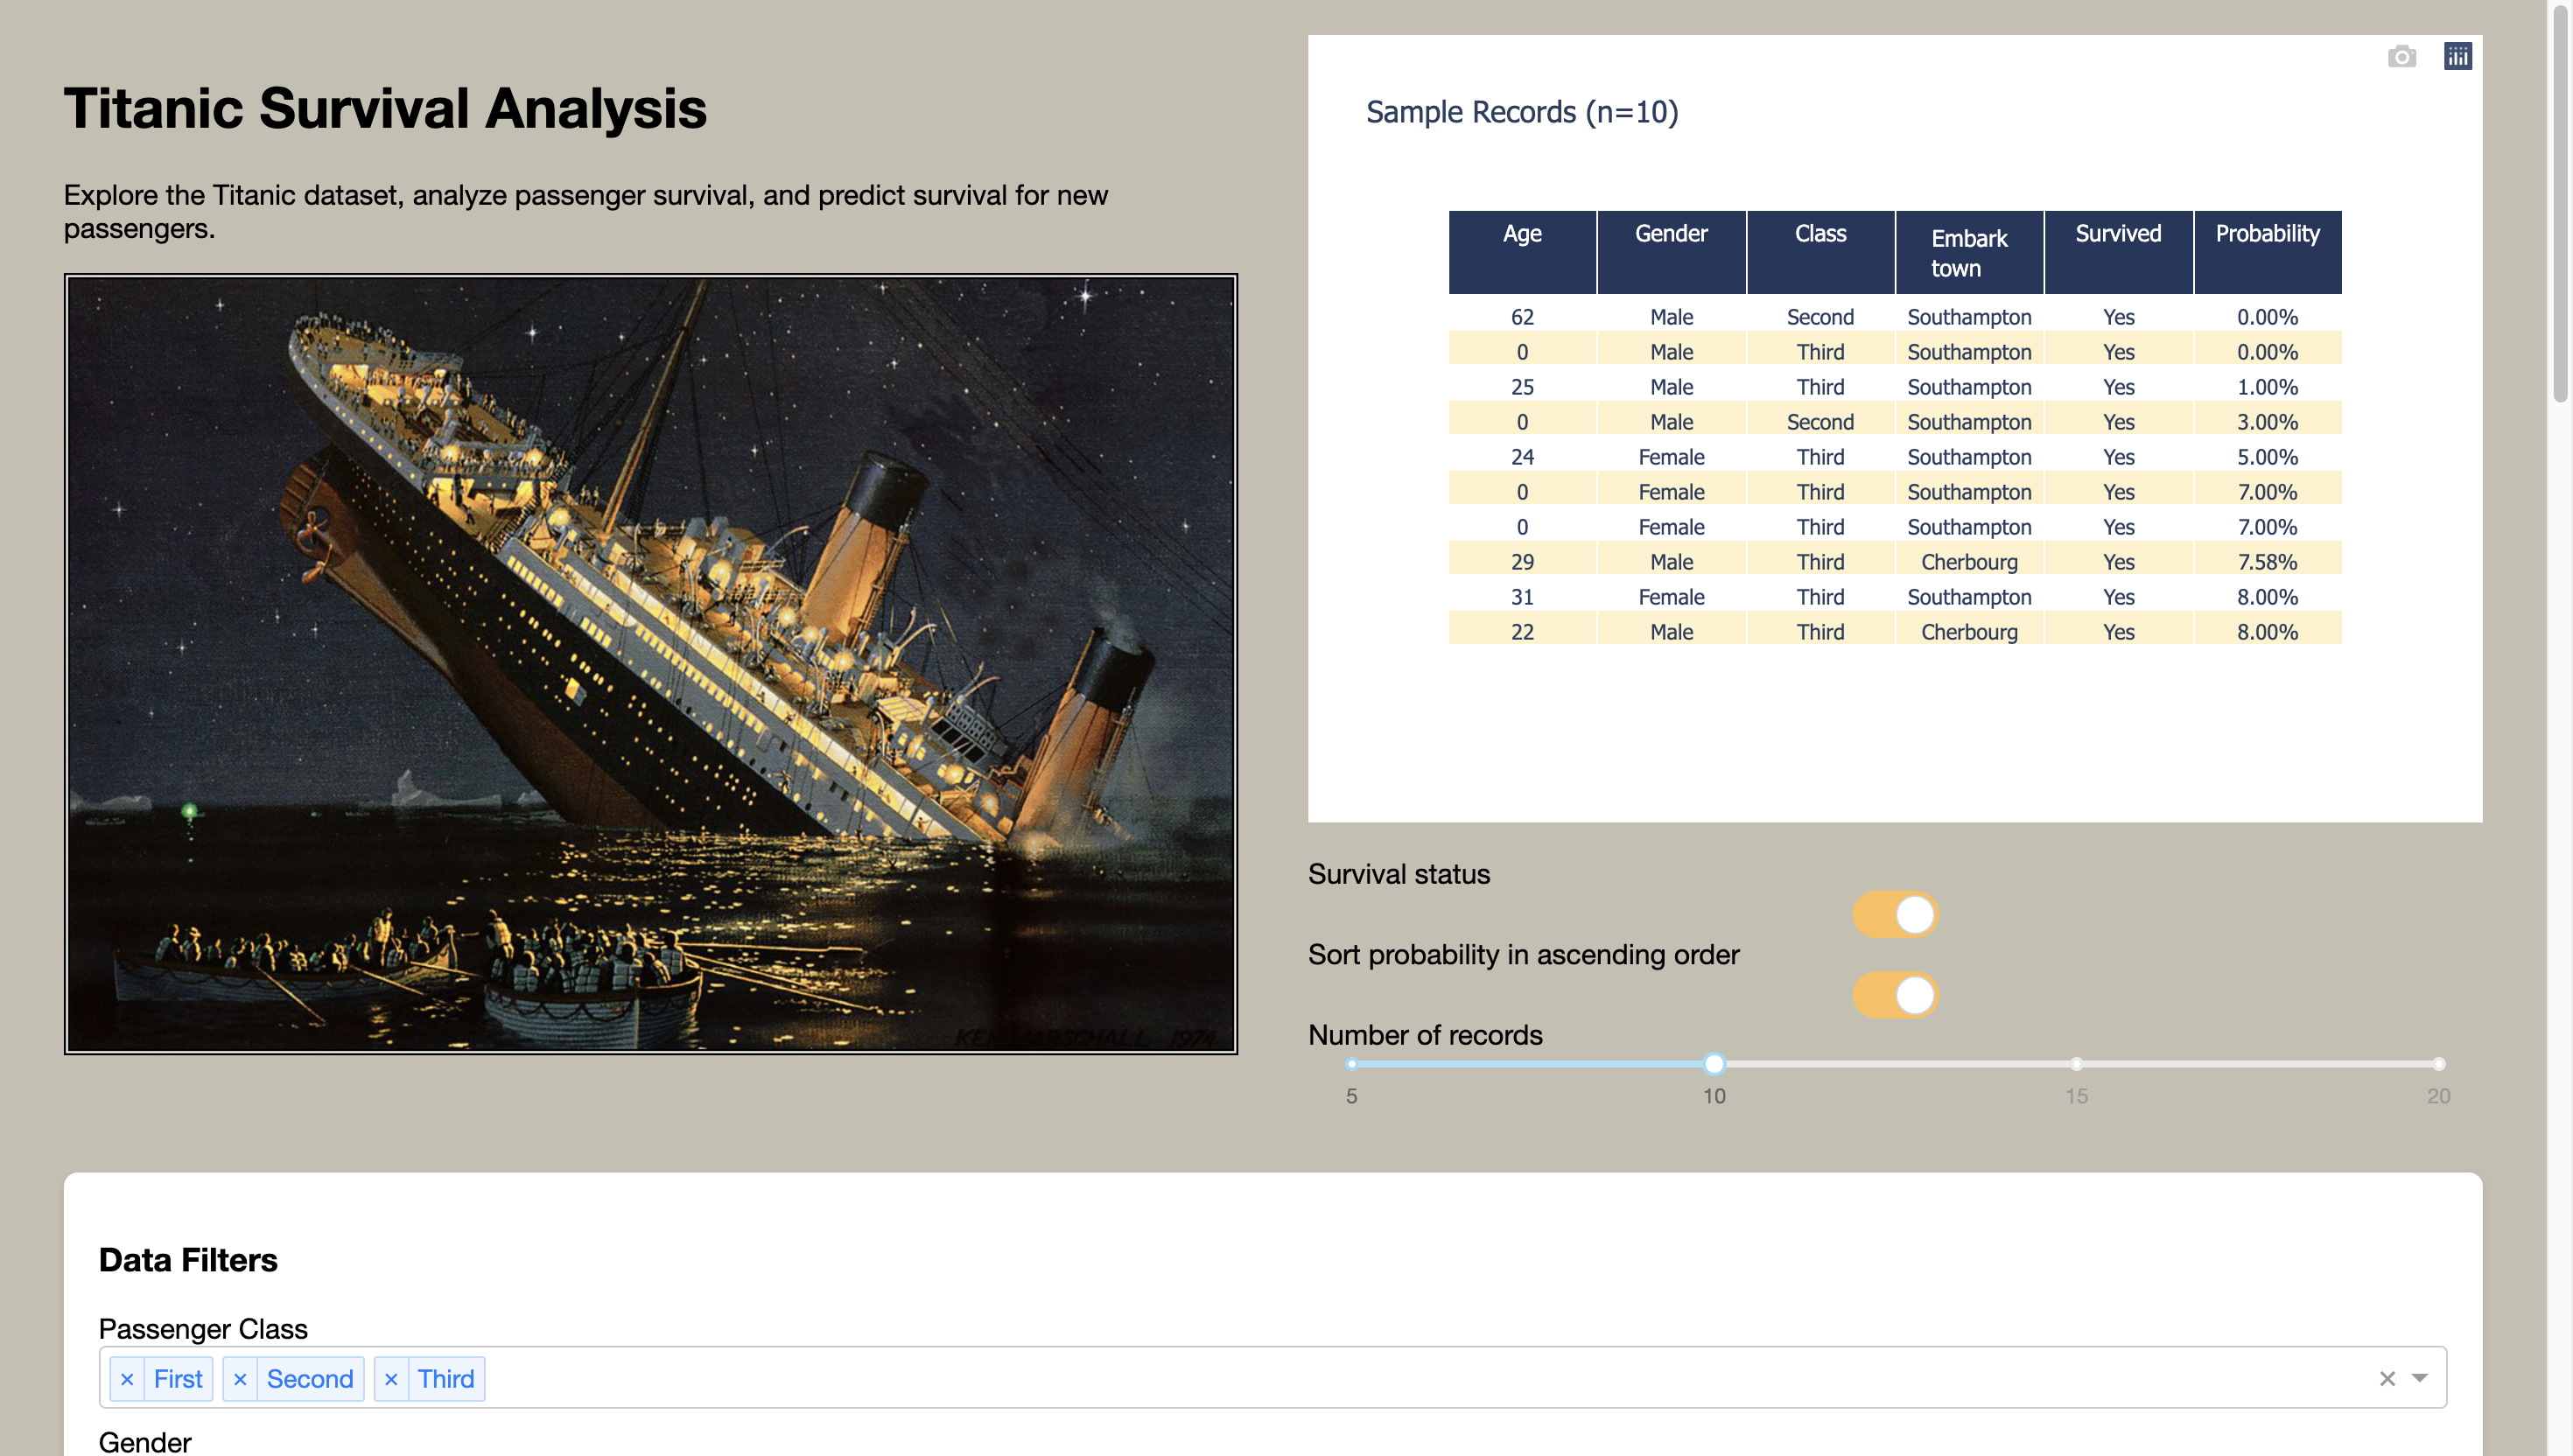 Titanic Survival Analysis
Explore the Titanic dataset, analyze passenger survival, and predict survival for new
passengers.
KEN MARSCHALL 1974
Sample Records (n=10)
Age Gender Class Embark town Survived Probability
62 Male Second Southampton Yes 0.00%
0 Male Third Southampton Yes 0.00%
25 Male Third Southampton Yes 1.00%
0 Male Second Southampton Yes 3.00%
24 Female Third Southampton Yes 5.00%
0 Female Third Southampton Yes 7.00%
0 Female Third Southampton Yes 7.00%
29 Male Third Cherbourg Yes 7.58%
31 Female Third Southampton Yes 8.00%
22 Male Third Cherbourg Yes 8.00%
Survival status
Sort probability in ascending order
Number of records
5 10 15 20
Data Filters
Passenger Class
× First × Second × Third
Gender